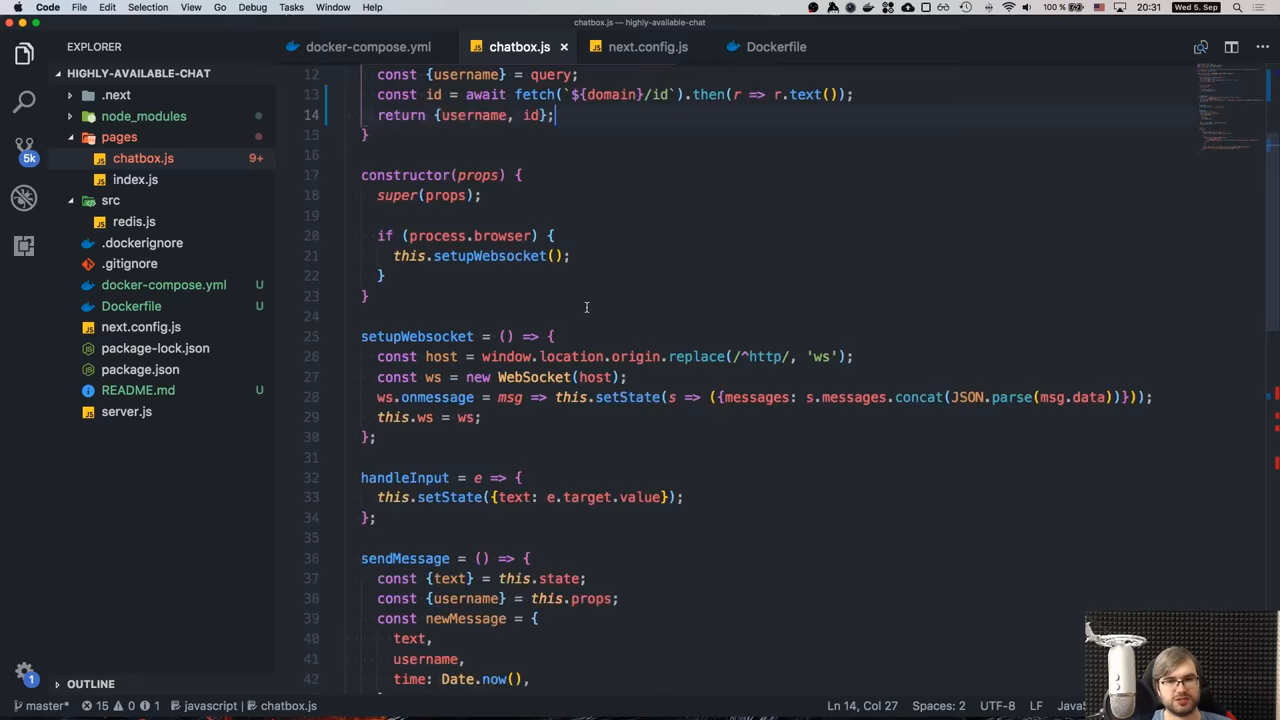 Code File Edit Selection View Go Debug Tasks Window Help 100 % 20:31 Wed 5. Sep
chatbox.js — highly-available-chat
EXPLORER
docker-compose.yml chatbox.js × next.config.js Dockerfile
HIGHLY-AVAILABLE-CHAT
.next
node_modules
pages
chatbox.js 9+
index.js
src
redis.js
.dockerignore
.gitignore
docker-compose.yml U
Dockerfile U
next.config.js
package-lock.json
package.json
README.md U
server.js
OUTLINE
5k
1
12 const {username} = query;
13 const id = await fetch(`${domain}/id`).then(r => r.text());
14 return {username, id};
15 }
16
17 constructor(props) {
18 super(props);
19
20 if (process.browser) {
21 this.setupWebsocket();
22 }
23 }
24
25 setupWebsocket = () => {
26 const host = window.location.origin.replace(/^http/, 'ws');
27 const ws = new WebSocket(host);
28 ws.onmessage = msg => this.setState(s => ({messages: s.messages.concat(JSON.parse(msg.data))}));
29 this.ws = ws;
30 };
31
32 handleInput = e => {
33 this.setState({text: e.target.value});
34 };
35
36 sendMessage = () => {
37 const {text} = this.state;
38 const {username} = this.props;
39 const newMessage = {
40 text,
41 username,
42 time: Date.now(),
master* 15 0 1 javascript chatbox.js Ln 14, Col 27 Spaces: 2 UTF-8 LF